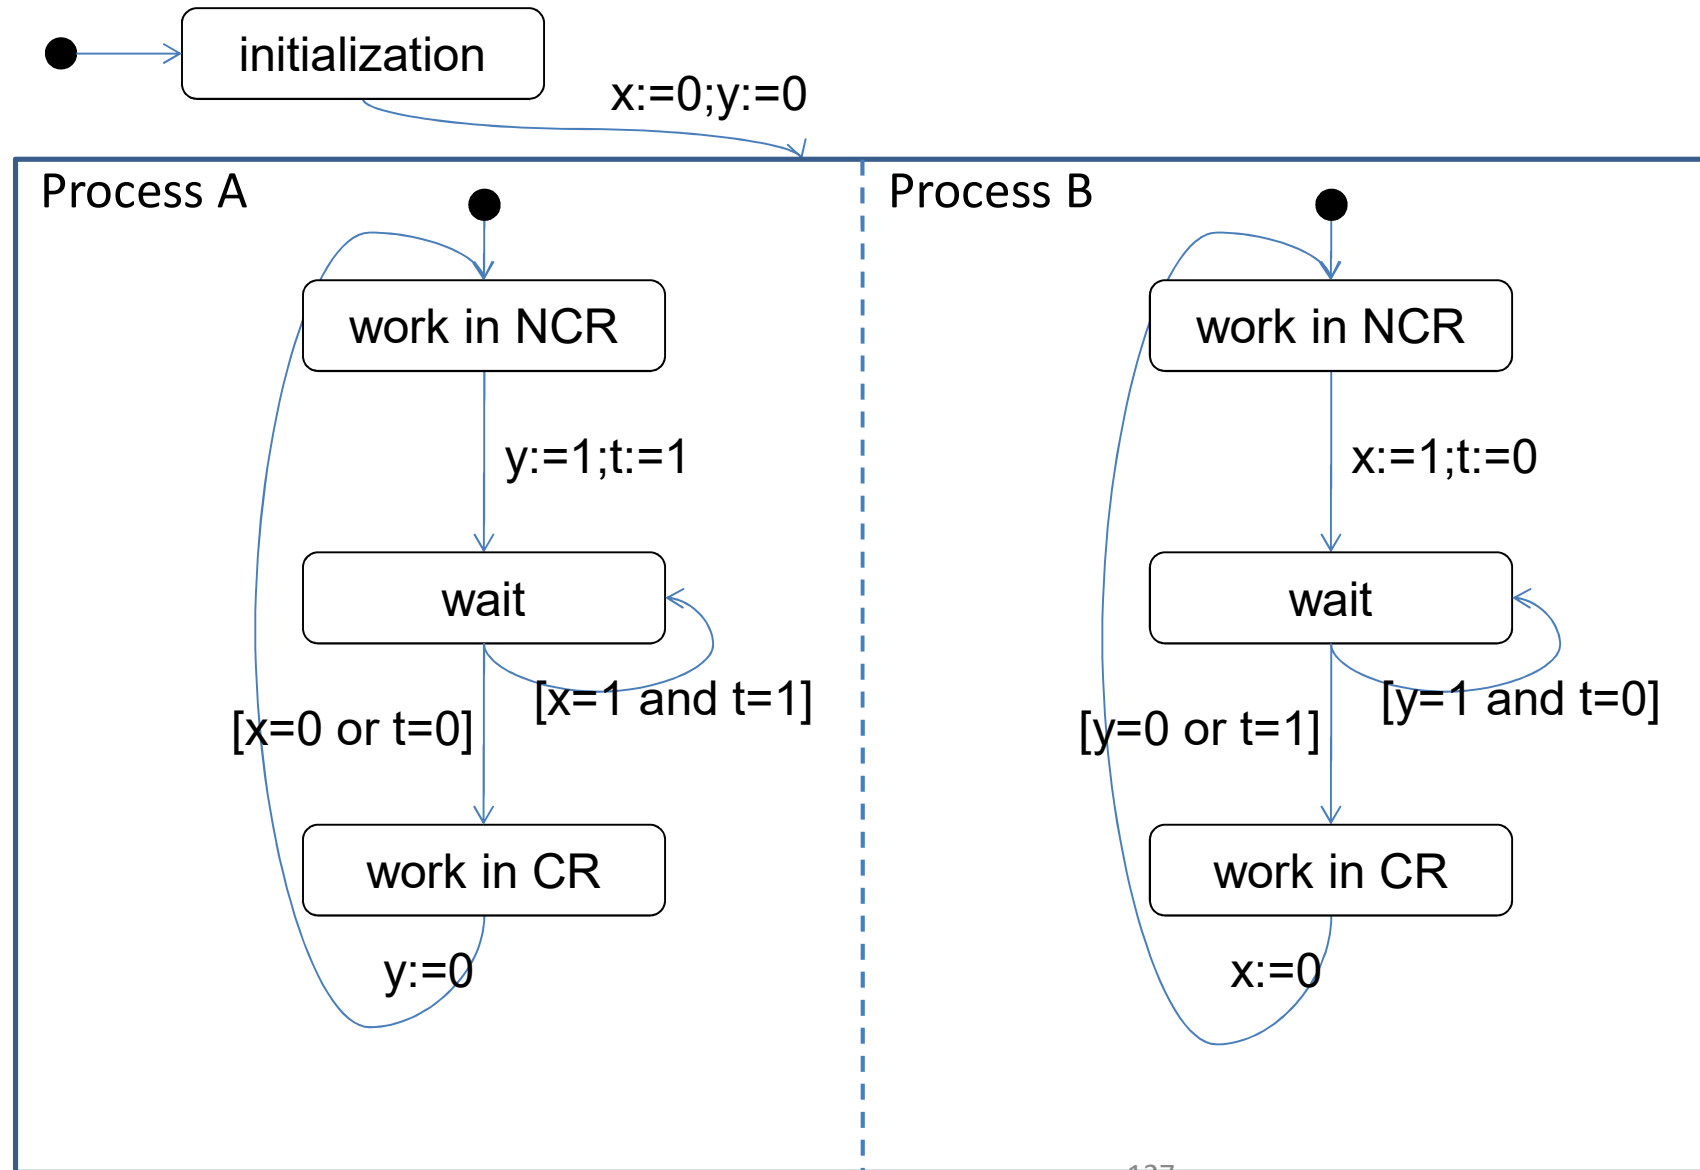 initialization
x:=0;y:=0
Process A
work in NCR
y:=1;t:=1
wait
[x=1 and t=1]
[x=0 or t=0]
work in CR
y:=0
Process B
work in NCR
x:=1;t:=0
wait
[y=1 and t=0]
[y=0 or t=1]
work in CR
x:=0